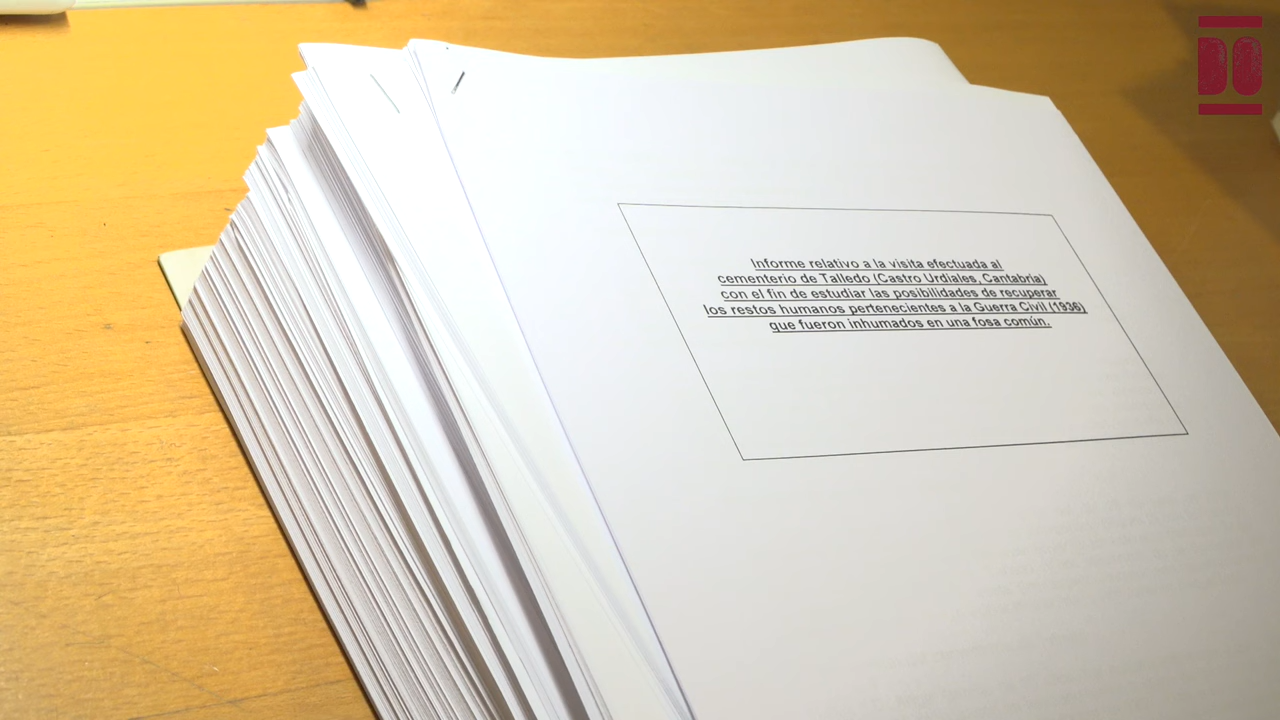 DO
Informe relativo a la visita efectuada al
cementerio de Talledo (Castro Urdiales, Cantabria)
con el fin de estudiar las posibilidades de recuperar
los restos humanos pertenecientes a la Guerra Civil (1936)
que fueron inhumados en una fosa común.